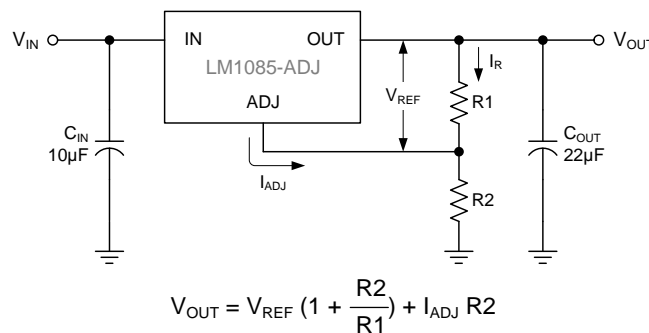 V_IN
IN
OUT
V_OUT
LM1085-ADJ
I_R
V_REF
R1
ADJ
C_IN
10µF
C_OUT
22µF
I_ADJ
R2
V_OUT = V_REF (1 + R2/R1) + I_ADJ R2